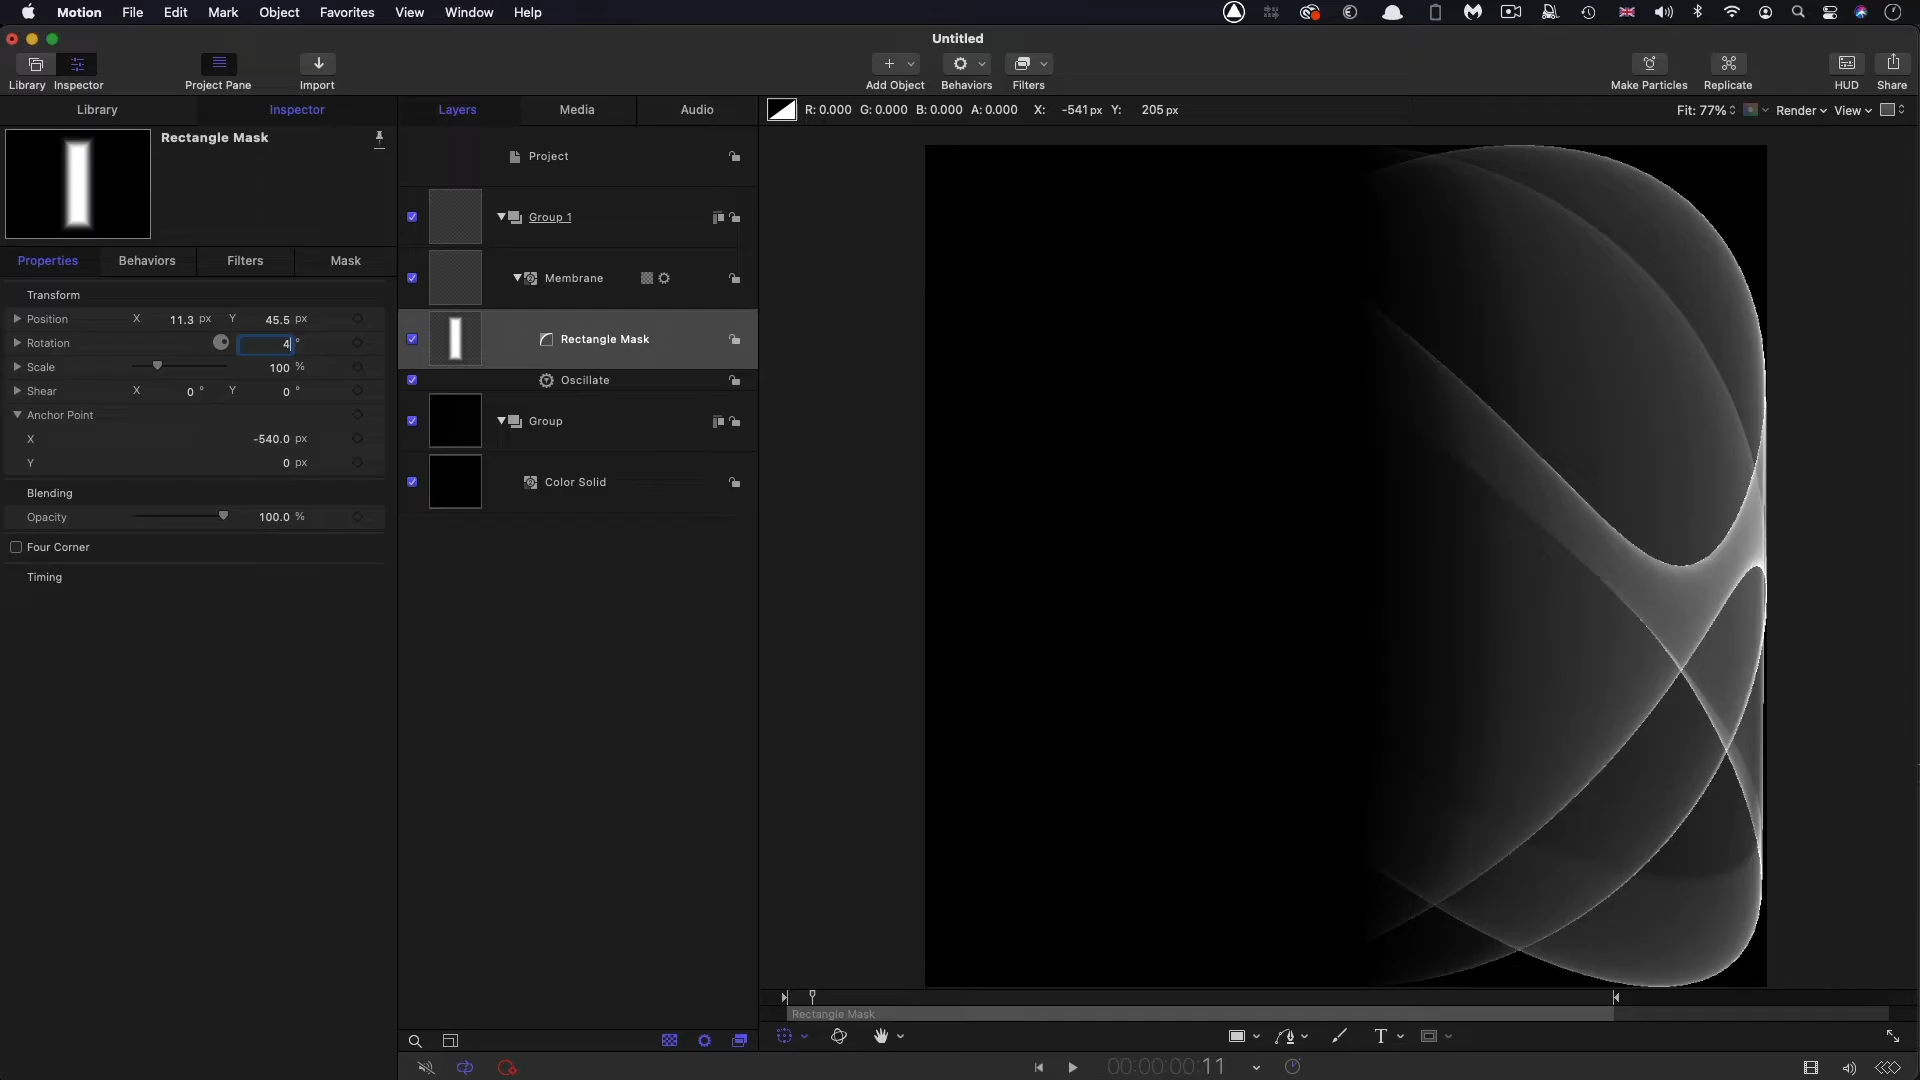 Motion File Edit Mark Object Favorites View Window Help
Untitled
Library Inspector Project Pane Import Add Object Behaviors Filters Make Particles Replicate HUD Share
Library Inspector Layers Media Audio R: 0.000 G: 0.000 B: 0.000 A: 0.000 X: -541 px Y: 205 px Fit: 77% Render View
Rectangle Mask
Properties Behaviors Filters Mask
Transform
Position X 11.3 px Y 45.5 px
Rotation 4 °
Scale 100 %
Shear X 0 ° Y 0 °
Anchor Point
X -540.0 px
Y 0 px
Blending
Opacity 100.0 %
Four Corner
Timing
Project
Group 1
Membrane
Rectangle Mask
Oscillate
Group
Color Solid
Rectangle Mask
T
00:00:00:11